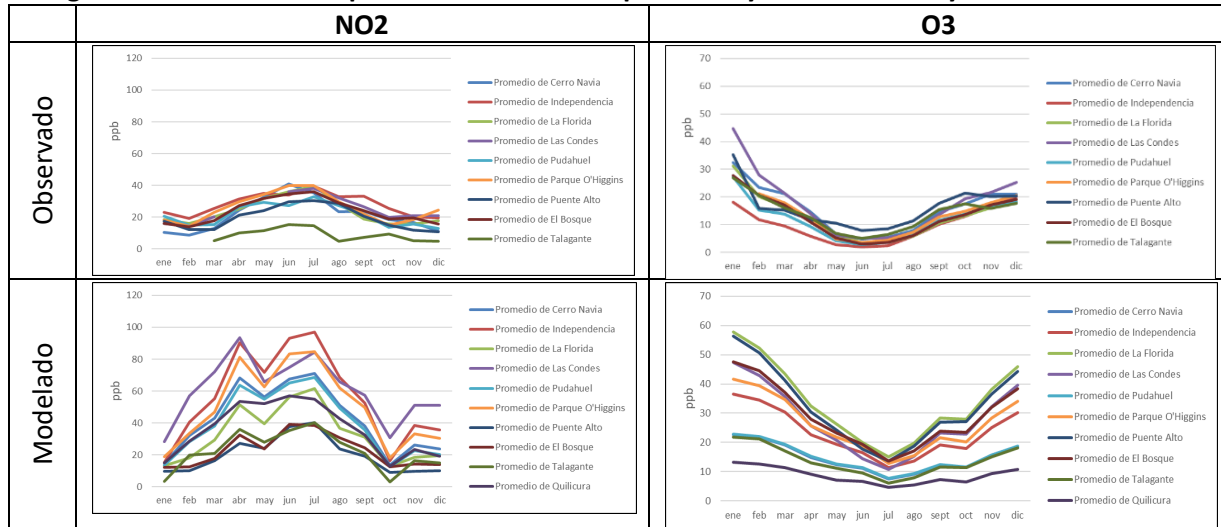 NO2
O3
Observado
120
100
80
60
40
20
0
ppb
ene feb mar abr may jun jul ago sept oct nov dic
Promedio de Cerro Navia
Promedio de Independencia
Promedio de La Florida
Promedio de Las Condes
Promedio de Pudahuel
Promedio de Parque O'Higgins
Promedio de Puente Alto
Promedio de El Bosque
Promedio de Talagante
70
60
50
40
30
20
10
0
ppb
ene feb mar abr may jun jul ago sept oct nov dic
Promedio de Cerro Navia
Promedio de Independencia
Promedio de La Florida
Promedio de Las Condes
Promedio de Pudahuel
Promedio de Parque O'Higgins
Promedio de Puente Alto
Promedio de El Bosque
Promedio de Talagante
Modelado
120
100
80
60
40
20
0
ppb
ene feb mar abr may jun jul ago sept oct nov dic
Promedio de Cerro Navia
Promedio de Independencia
Promedio de La Florida
Promedio de Las Condes
Promedio de Pudahuel
Promedio de Parque O'Higgins
Promedio de Puente Alto
Promedio de El Bosque
Promedio de Talagante
Promedio de Quilicura
70
60
50
40
30
20
10
0
ppb
ene feb mar abr may jun jul ago sept oct nov dic
Promedio de Cerro Navia
Promedio de Independencia
Promedio de La Florida
Promedio de Las Condes
Promedio de Pudahuel
Promedio de Parque O'Higgins
Promedio de Puente Alto
Promedio de El Bosque
Promedio de Talagante
Promedio de Quilicura